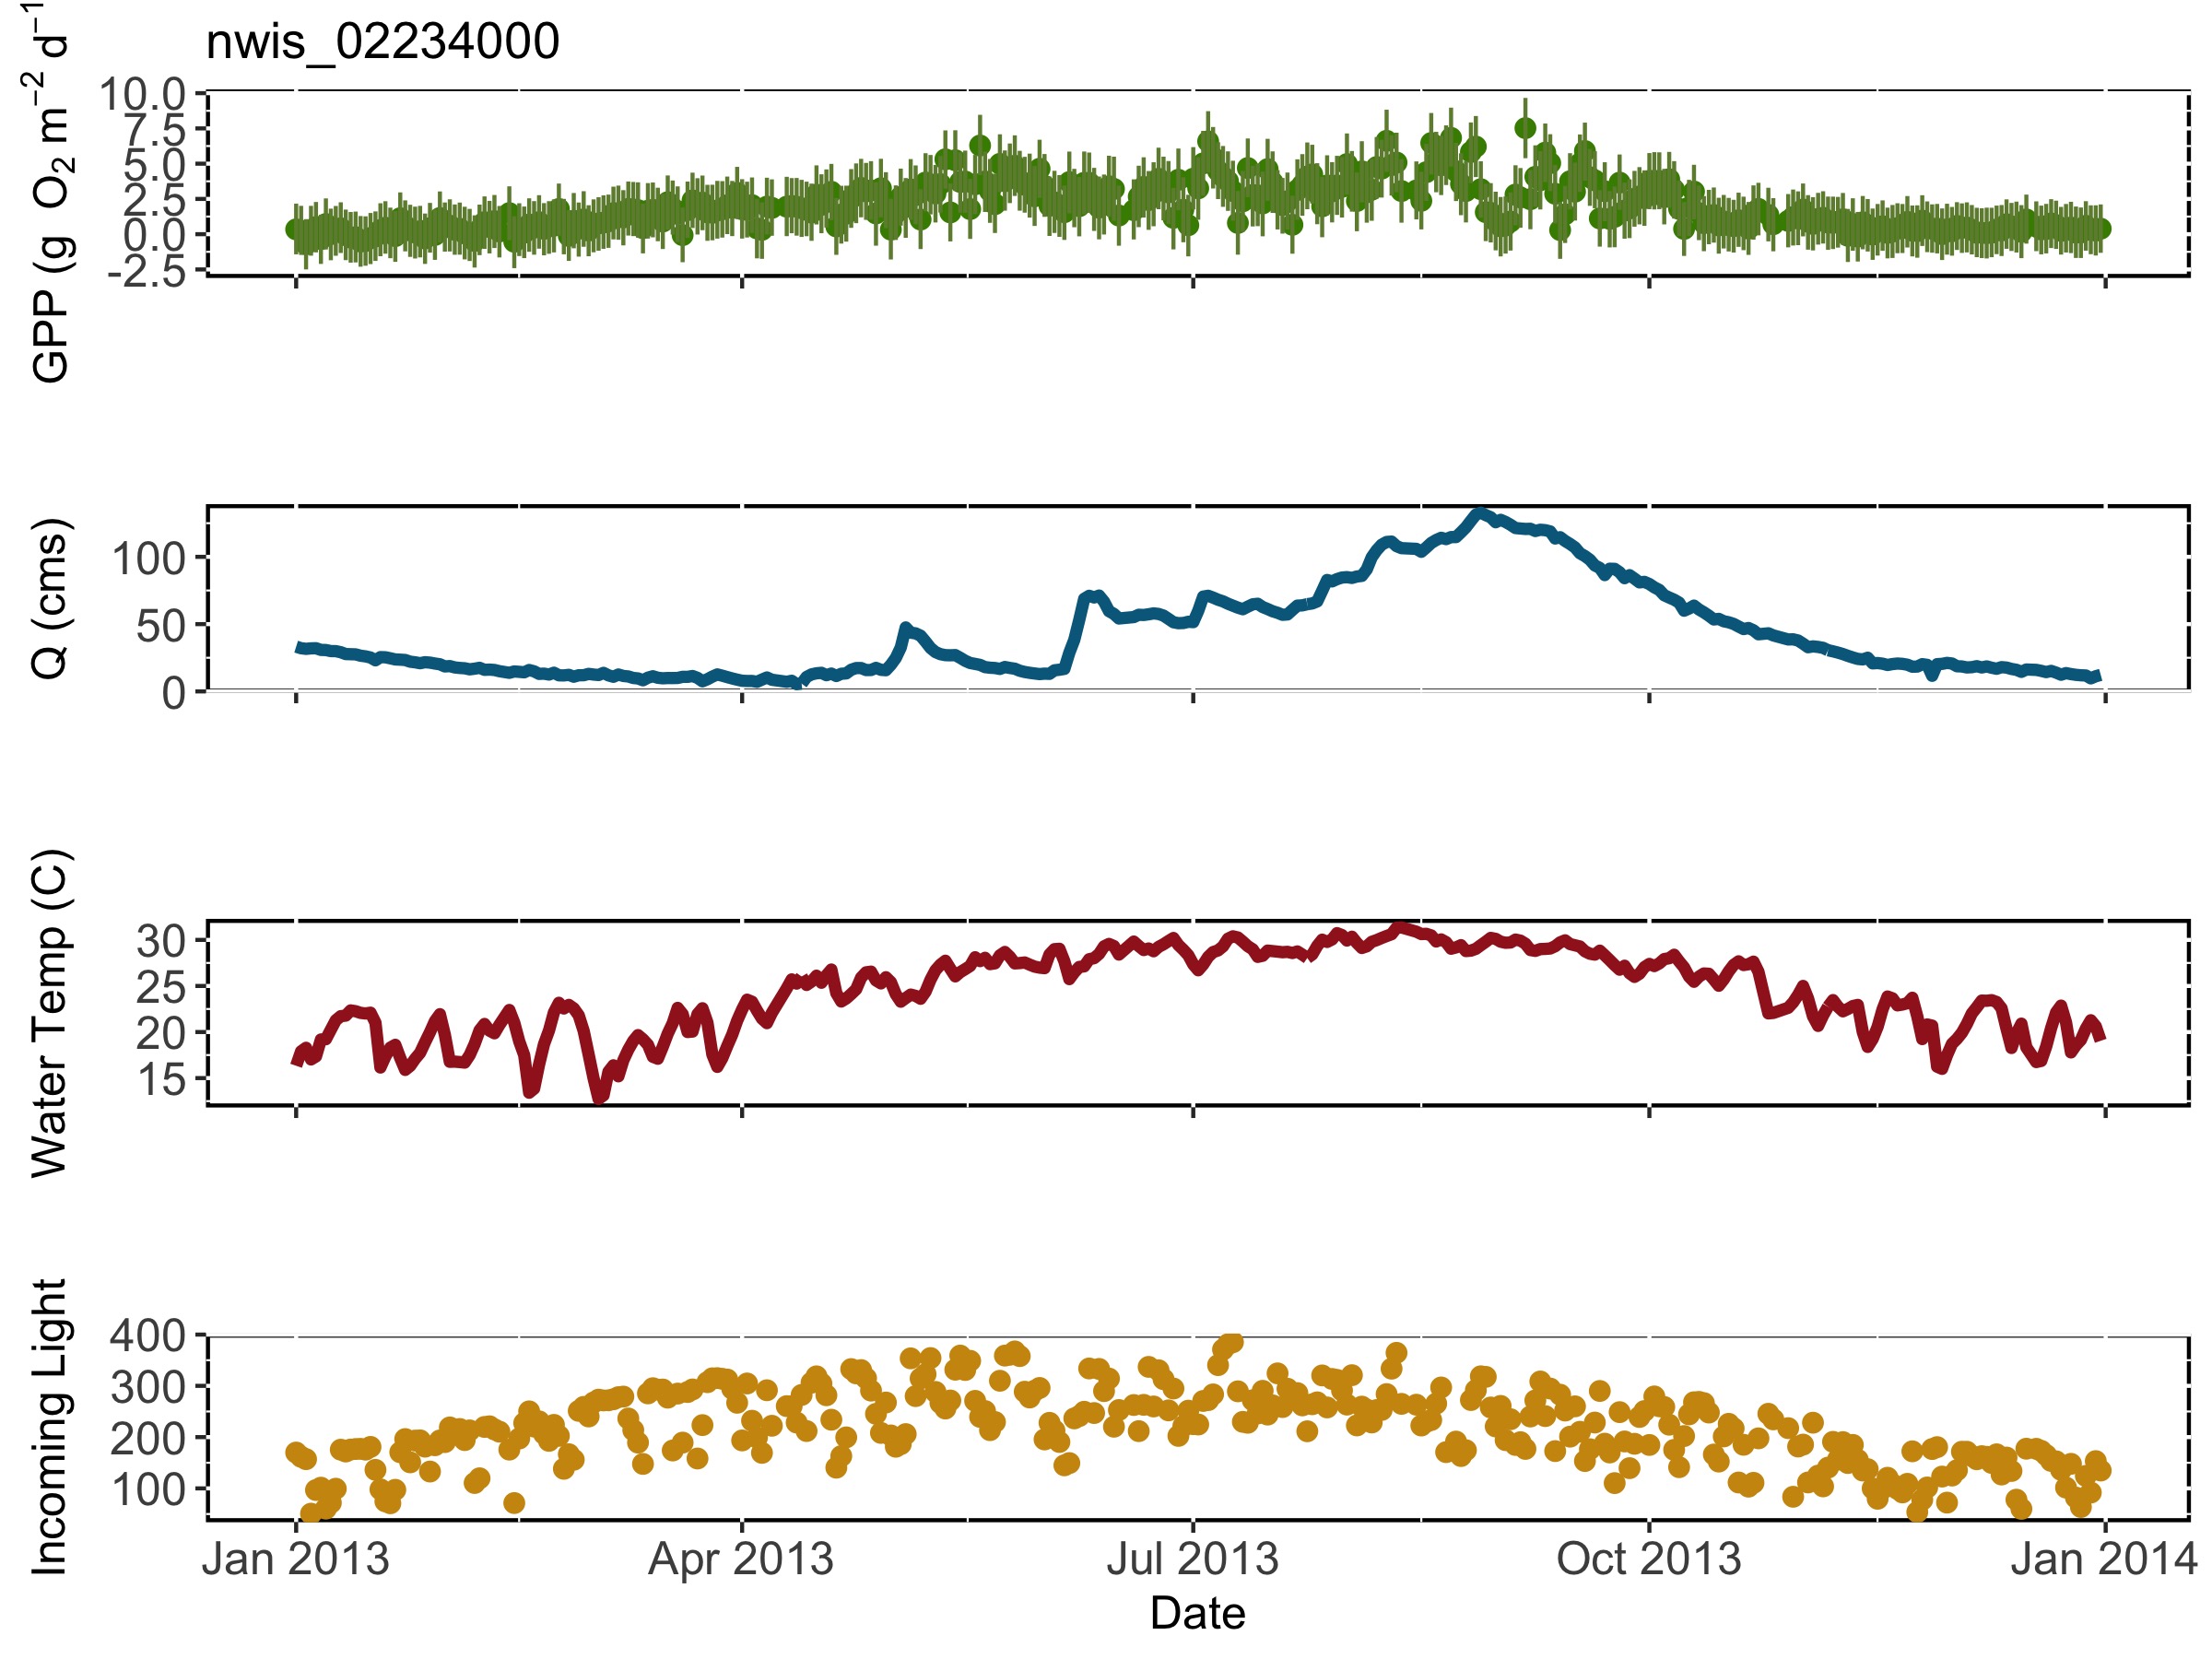 nwis_02234000
GPP (g O₂ m⁻² d⁻¹
10.0
7.5
5.0
2.5
0.0
-2.5
Q (cms)
100
50
0
Water Temp (C)
30
25
20
15
Incoming Light
400
300
200
100
Jan 2013 Apr 2013 Jul 2013 Oct 2013 Jan 2014
Date